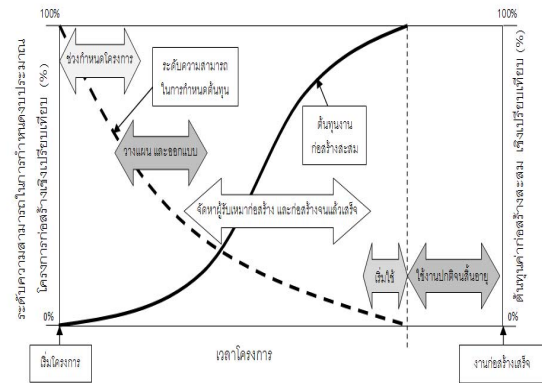 100%
100%
ช่วงกำหนดโครงการ
ระดับความสามารถ
ในการกำหนดต้นทุน
ต้นทุนงาน
ก่อสร้างสะสม
วางแผน และออกแบบ
จัดหาผู้รับเหมาก่อสร้าง และก่อสร้างจนแล้วเสร็จ
เริ่มใช้
ใช้งานปกติจนสิ้นอายุ
0%
0%
ระดับความสามารถในการกำหนดงบประมาณ
โครงการก่อสร้างเชิงเปรียบเทียบ (%)
ต้นทุนค่าก่อสร้างสะสม เชิงเปรียบเทียบ (%)
เริ่มโครงการ
เวลาโครงการ
งานก่อสร้างเสร็จ